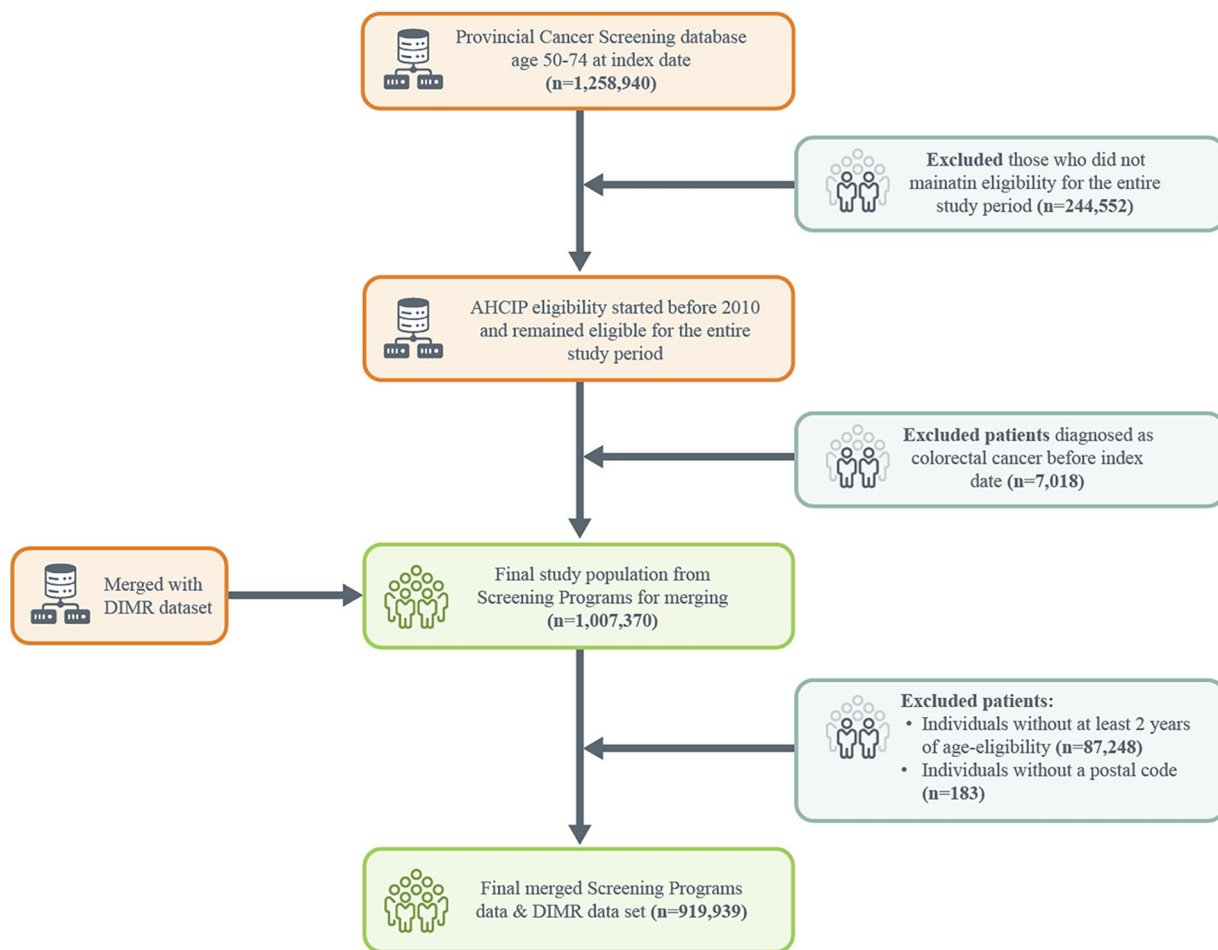 Provincial Cancer Screening database
age 50-74 at index date
(n=1,258,940)
Excluded those who did not
mainatin eligibility for the entire
study period (n=244,552)
AHCIP eligibility started before 2010
and remained eligible for the entire
study period
Excluded patients diagnosed as
colorectal cancer before index
date (n=7,018)
Merged with
DIMR dataset
Final study population from
Screening Programs for merging
(n=1,007,370)
Excluded patients:
• Individuals without at least 2 years
of age-eligibility (n=87,248)
• Individuals without a postal code
(n=183)
Final merged Screening Programs
data & DIMR data set (n=919,939)